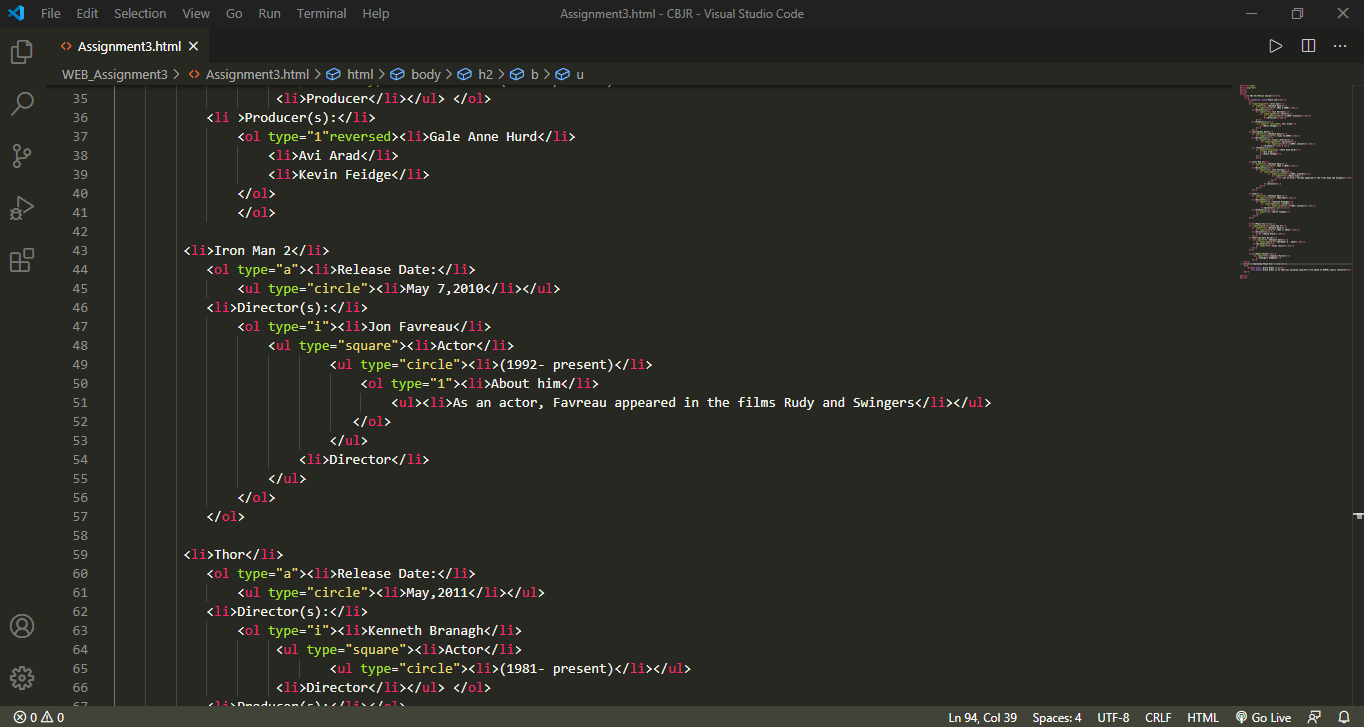 File Edit Selection View Go Run Terminal Help Assignment3.html - CBJR - Visual Studio Code
<> Assignment3.html ×
WEB_Assignment3 > <> Assignment3.html > html > body > h2 > b > u
35 <li>Producer</li></ul> </ol>
36 <li >Producer(s):</li>
37 <ol type="1"reversed><li>Gale Anne Hurd</li>
38 <li>Avi Arad</li>
39 <li>Kevin Feidge</li>
40 </ol>
41 </ol>
42
43 <li>Iron Man 2</li>
44 <ol type="a"><li>Release Date:</li>
45 <ul type="circle"><li>May 7,2010</li></ul>
46 <li>Director(s):</li>
47 <ol type="i"><li>Jon Favreau</li>
48 <ul type="square"><li>Actor</li>
49 <ul type="circle"><li>(1992- present)</li>
50 <ol type="1"><li>About him</li>
51 <ul><li>As an actor, Favreau appeared in the films Rudy and Swingers</li></ul>
52 </ol>
53 </ul>
54 <li>Director</li>
55 </ul>
56 </ol>
57 </ol>
58
59 <li>Thor</li>
60 <ol type="a"><li>Release Date:</li>
61 <ul type="circle"><li>May,2011</li></ul>
62 <li>Director(s):</li>
63 <ol type="i"><li>Kenneth Branagh</li>
64 <ul type="square"><li>Actor</li>
65 <ul type="circle"><li>(1981- present)</li></ul>
66 <li>Director</li></ul> </ol>
67 <li>Producer(s):</li></ol>
0 0 Ln 94, Col 39 Spaces: 4 UTF-8 CRLF HTML Go Live